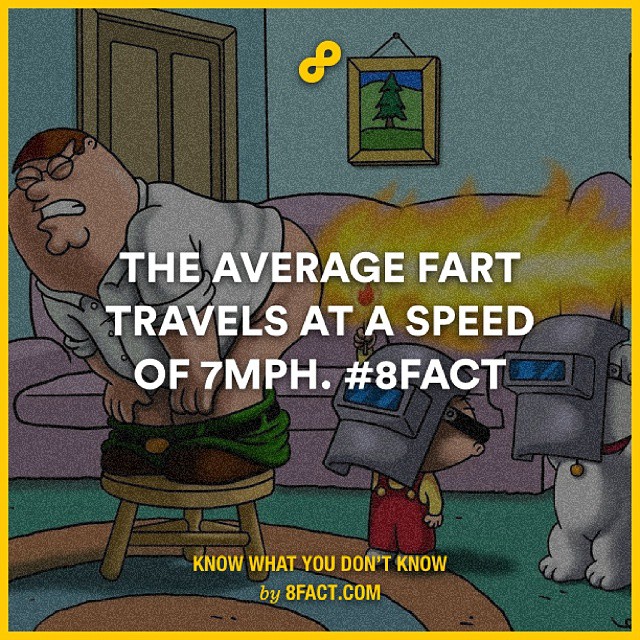 THE AVERAGE FART
TRAVELS AT A SPEED
OF 7MPH. #8FACT
KNOW WHAT YOU DON'T KNOW
by 8FACT.COM